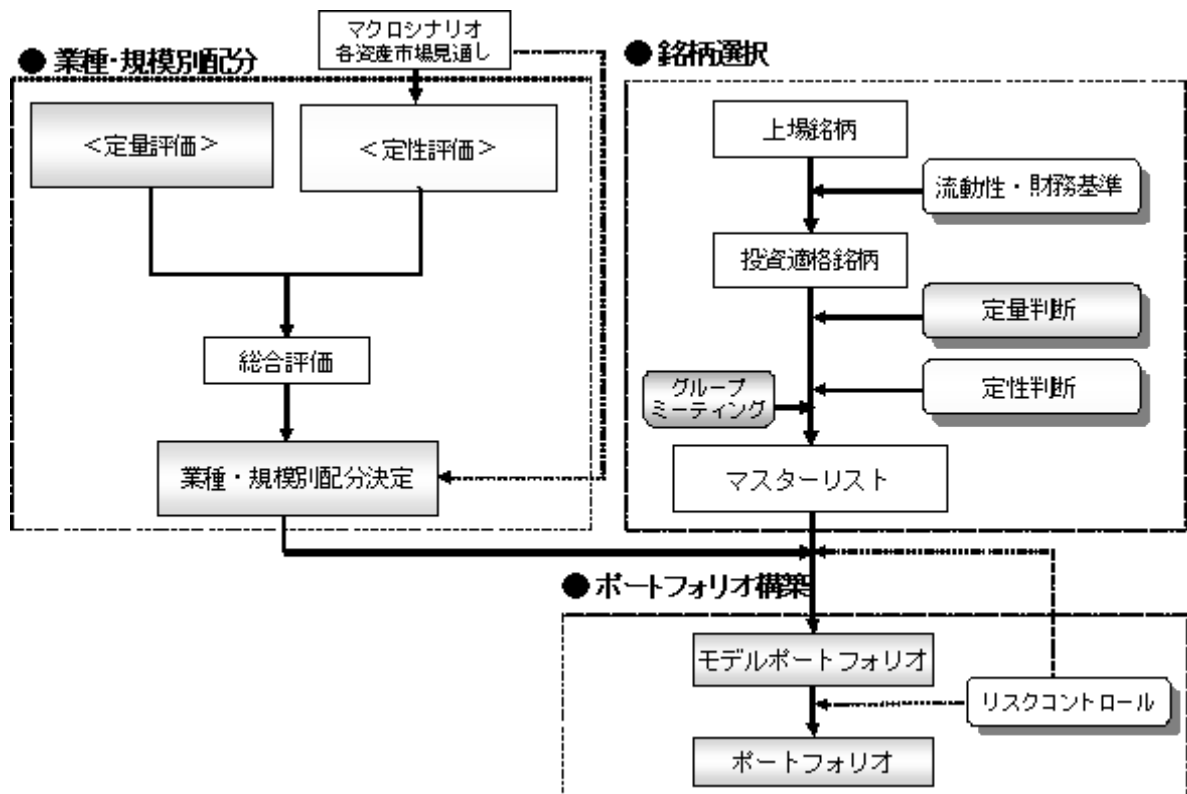 マクロシナリオ
各資産市場見通し
● 業種・規模別配分
<定量評価>
<定性評価>
総合評価
業種・規模別配分決定
● 銘柄選択
上場銘柄
流動性・財務基準
投資適格銘柄
定量判断
定性判断
グループ
ミーティング
マスターリスト
● ポートフォリオ構築
モデルポートフォリオ
リスクコントロール
ポートフォリオ